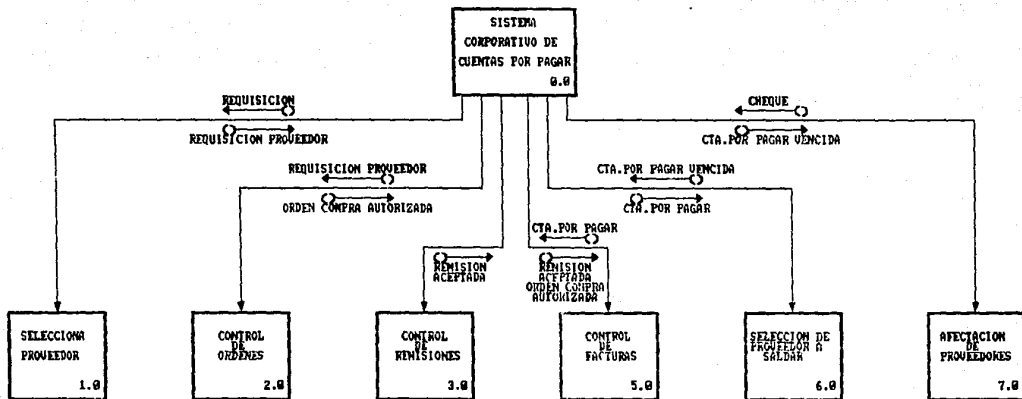 SISTEMA
CORPORATIVO DE
CUENTAS POR PAGAR
0.0
REQUISICION
REQUISICION PROVEEDOR
CHEQUE
CTA.POR PAGAR VENCIDA
REQUISICION PROVEEDOR
ORDEN COMPRA AUTORIZADA
CTA.POR PAGAR VENCIDA
CTA.POR PAGAR
CTA.POR PAGAR
REMISION
ACEPTADA
REMISION
ACEPTADA
ORDEN COMPRA
AUTORIZADA
SELECCIONA
PROVEEDOR
1.0
CONTROL
DE
ORDENES
2.0
CONTROL
DE
REMISIONES
3.0
CONTROL
DE
FACTURAS
5.0
SELECCION DE
PROVEEDOR A
SALDAR
6.0
AFECTACION
DE
PROVEEDORES
7.0